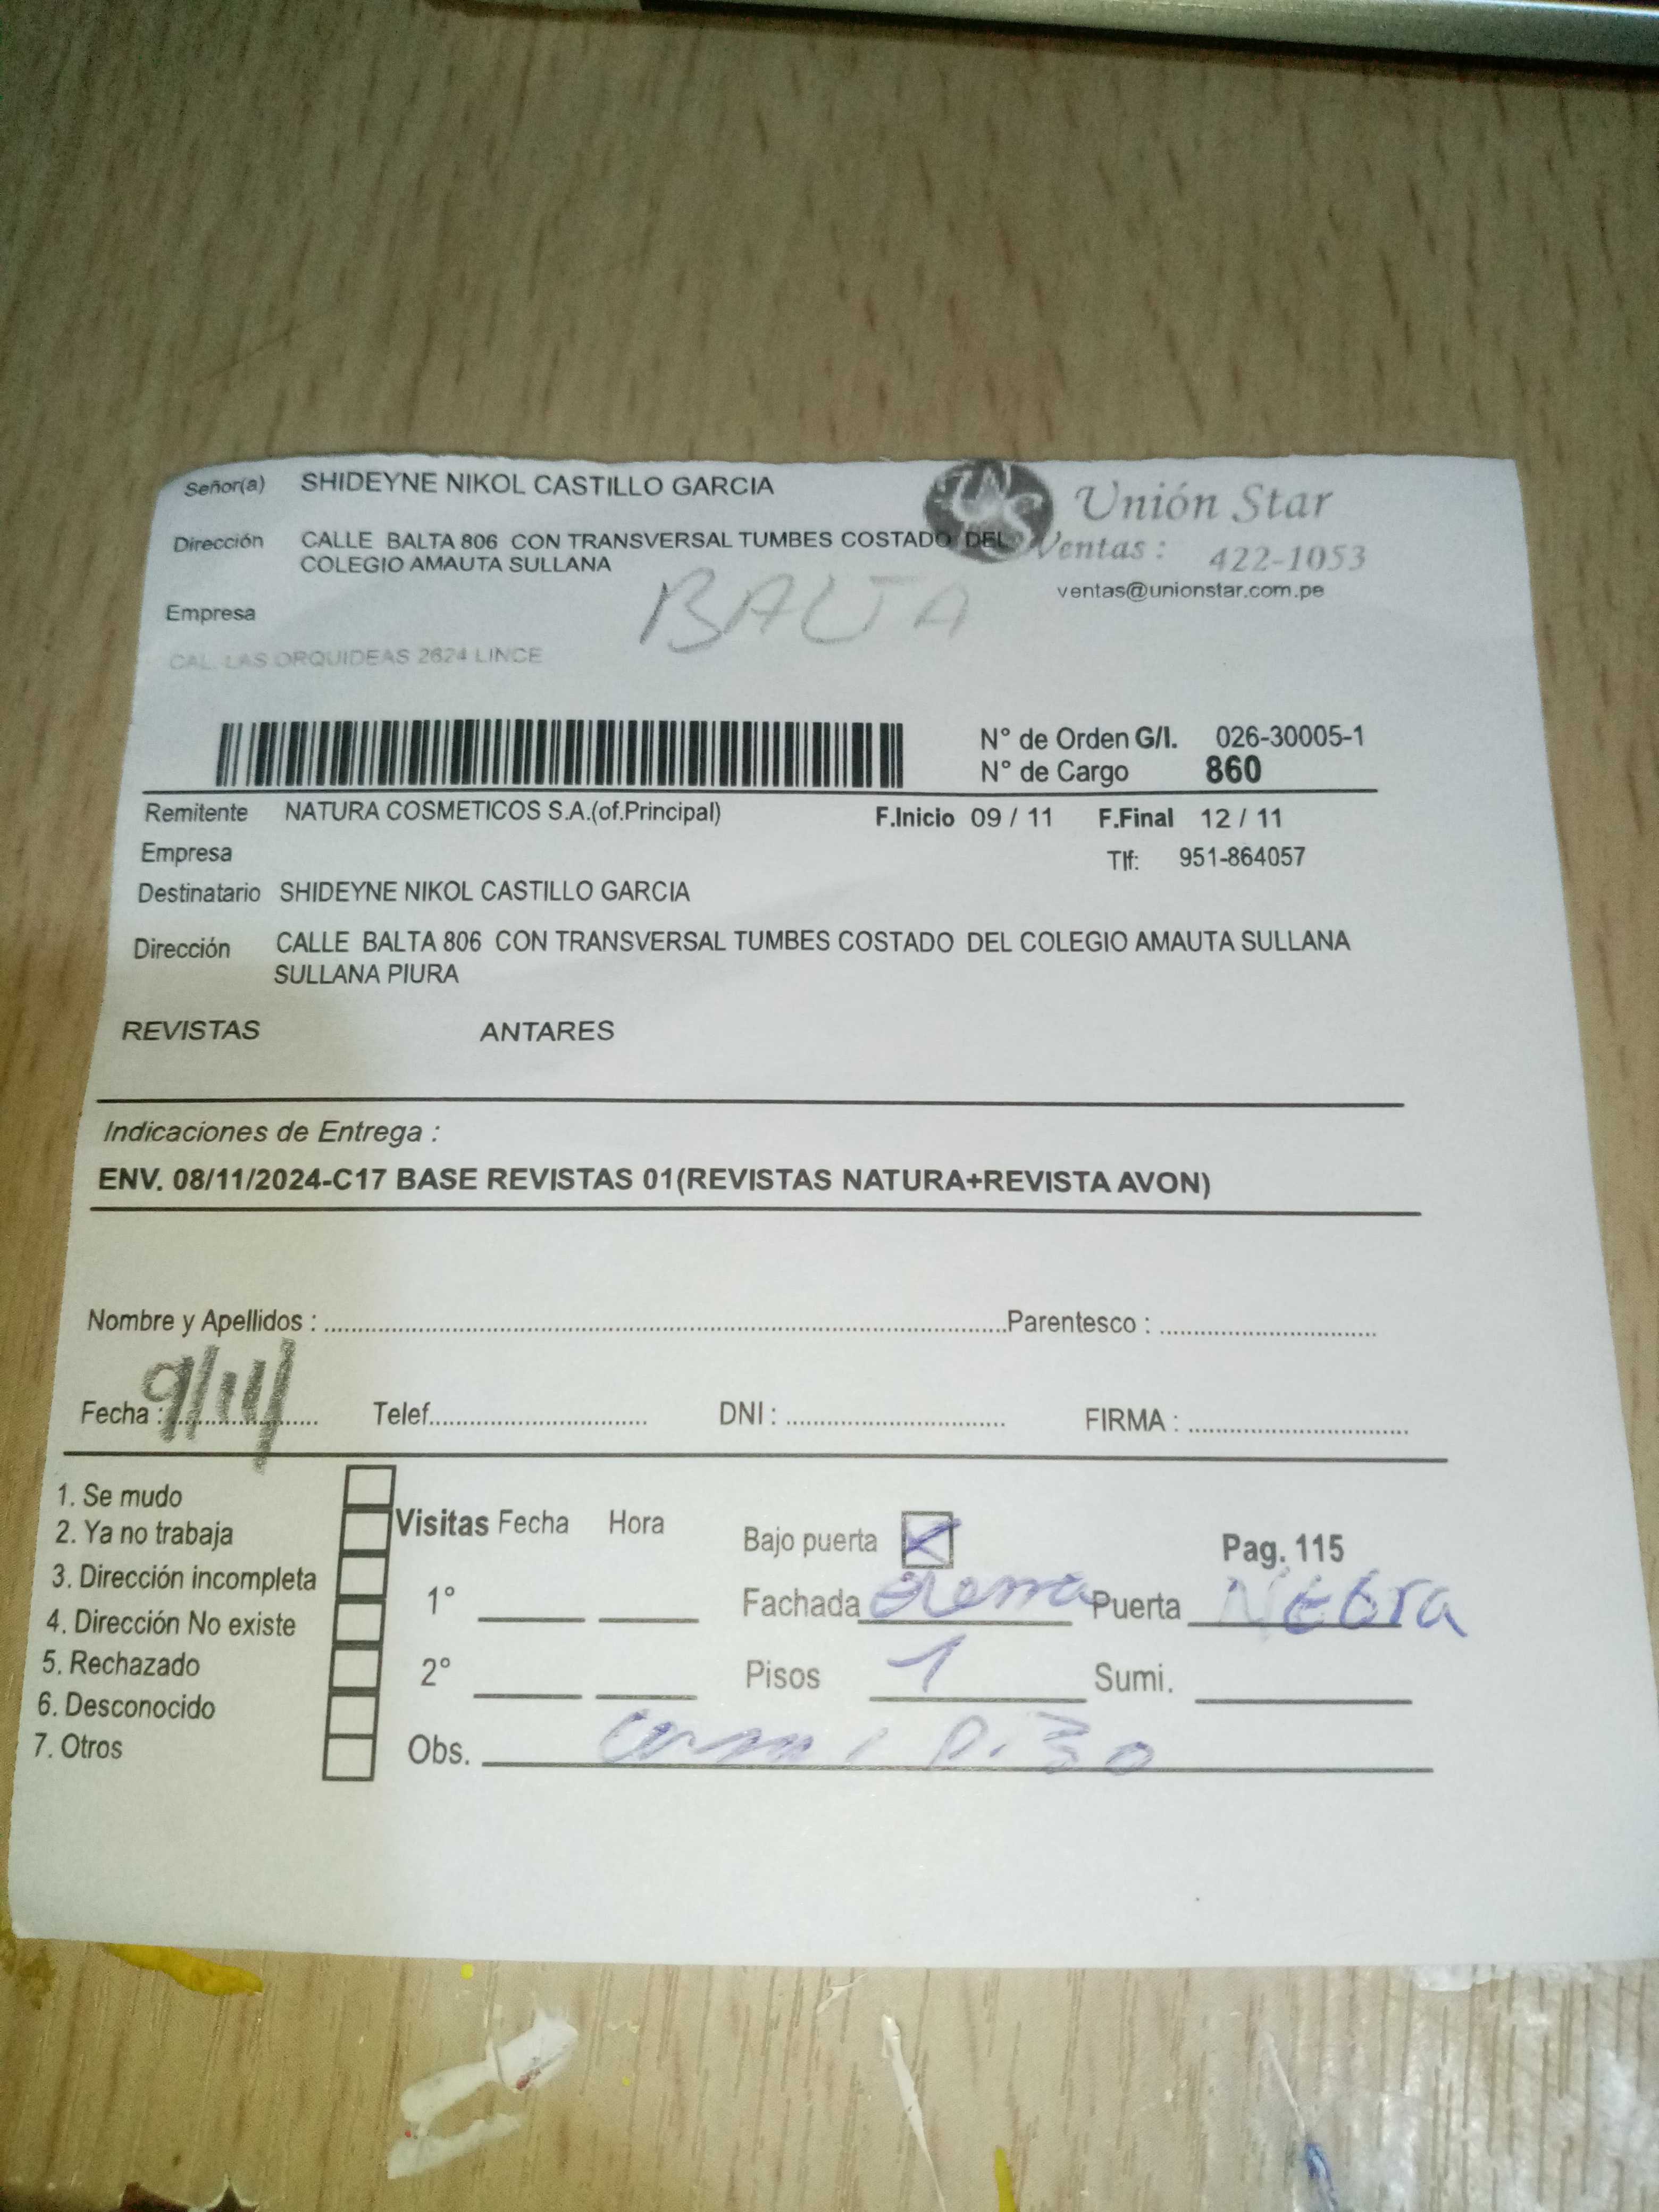 Señor(a) SHIDEYNE NIKOL CASTILLO GARCIA
Unión Star
Dirección CALLE BALTA 806 CON TRANSVERSAL TUMBES COSTADO DEL
COLEGIO AMAUTA SULLANA
Ventas : 422-1053
ventas@unionstar.com.pe
BALTA
Empresa
CAL. LAS ORQUIDEAS 2624 LINCE
N° de Orden G/I. 026-30005-1
N° de Cargo 860
Remitente NATURA COSMETICOS S.A.(of.Principal) F.Inicio 09 / 11 F.Final 12 / 11
Empresa Tlf: 951-864057
Destinatario SHIDEYNE NIKOL CASTILLO GARCIA
Dirección CALLE BALTA 806 CON TRANSVERSAL TUMBES COSTADO DEL COLEGIO AMAUTA SULLANA
SULLANA PIURA
REVISTAS ANTARES
Indicaciones de Entrega :
ENV. 08/11/2024-C17 BASE REVISTAS 01(REVISTAS NATURA+REVISTA AVON)
Nombre y Apellidos : Parentesco :
Fecha : 9/11/ Telef. DNI : FIRMA :
1. Se mudo
2. Ya no trabaja
3. Dirección incompleta
4. Dirección No existe
5. Rechazado
6. Desconocido
7. Otros
Visitas Fecha Hora
1°
2°
Bajo puerta Pag. 115
Fachada Puerta Negra
Pisos 1 Sumi.
Obs.